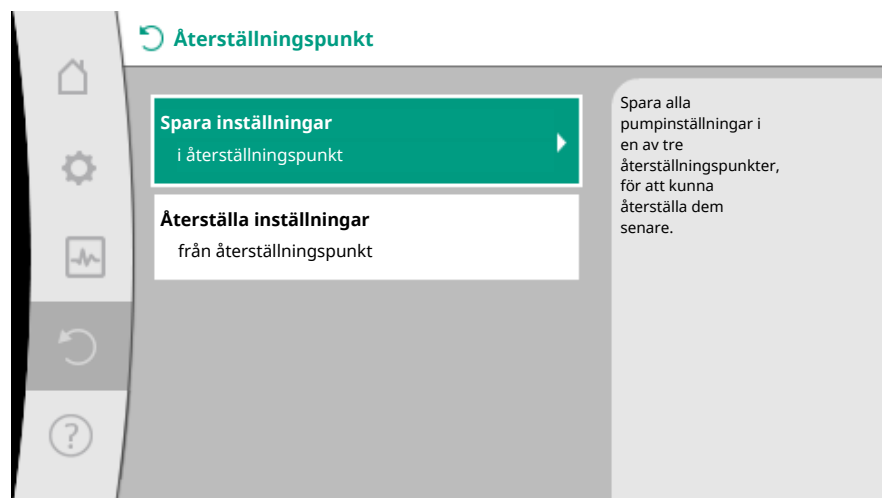 Återställningspunkt
Spara inställningar
i återställningspunkt
Återställa inställningar
från återställningspunkt
Spara alla
pumpinställningar i
en av tre
återställningspunkter,
för att kunna
återställa dem
senare.
?